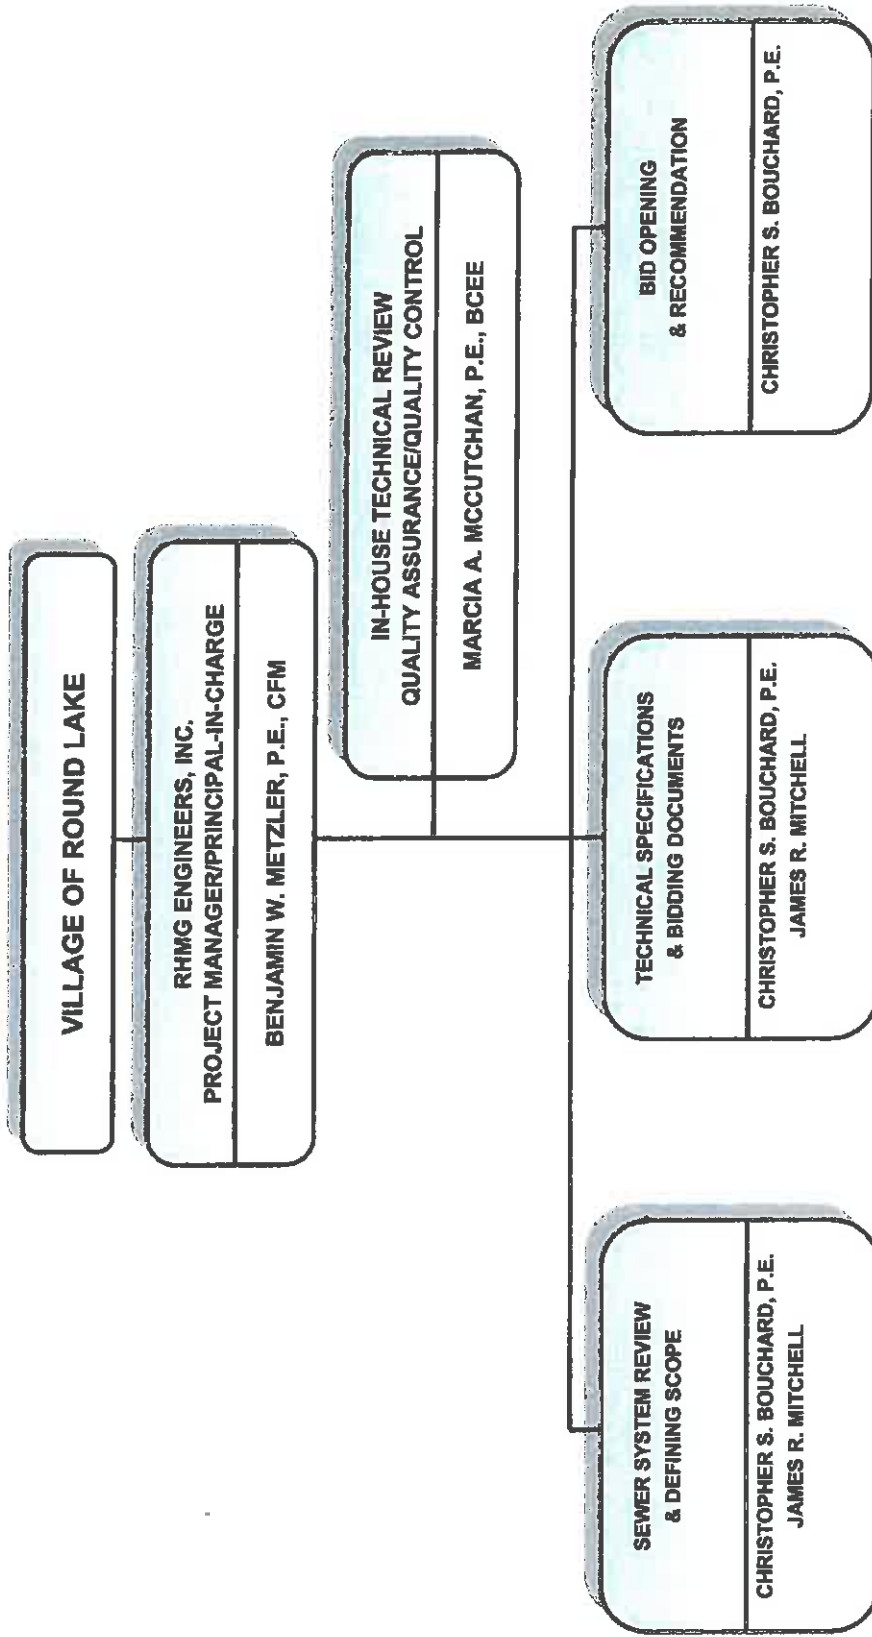 VILLAGE OF ROUND LAKE
RHMG ENGINEERS, INC.
PROJECT MANAGER/PRINCIPAL-IN-CHARGE
BENJAMIN W. METZLER, P.E., CFM
IN-HOUSE TECHNICAL REVIEW
QUALITY ASSURANCE/QUALITY CONTROL
MARCIA A. MCCUTCHAN, P.E., BCEE
SEWER SYSTEM REVIEW
& DEFINING SCOPE
CHRISTOPHER S. BOUCHARD, P.E.
JAMES R. MITCHELL
TECHNICAL SPECIFICATIONS
& BIDDING DOCUMENTS
CHRISTOPHER S. BOUCHARD, P.E.
JAMES R. MITCHELL
BID OPENING
& RECOMMENDATION
CHRISTOPHER S. BOUCHARD, P.E.